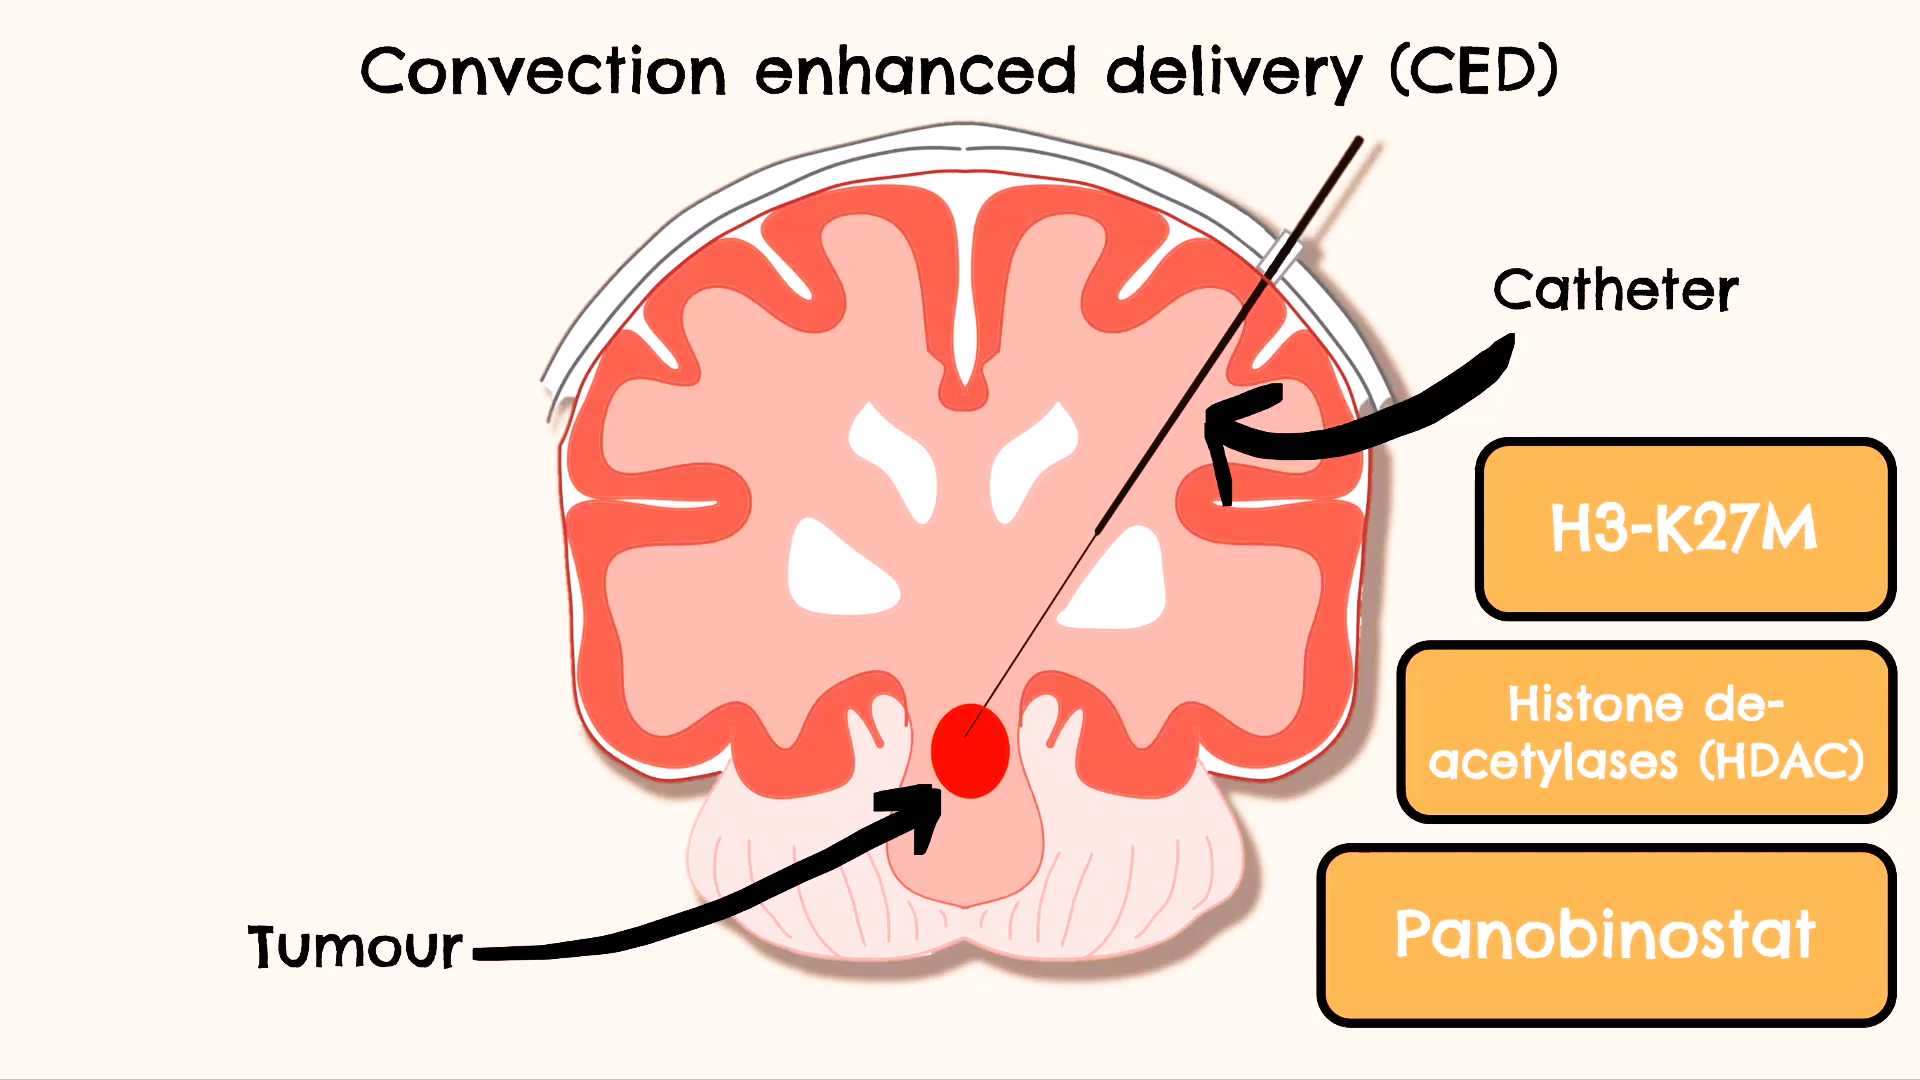 Convection enhanced delivery (CED)
Catheter
H3-K27M
Histone de-
acetylases (HDAC)
Panobinostat
Tumour